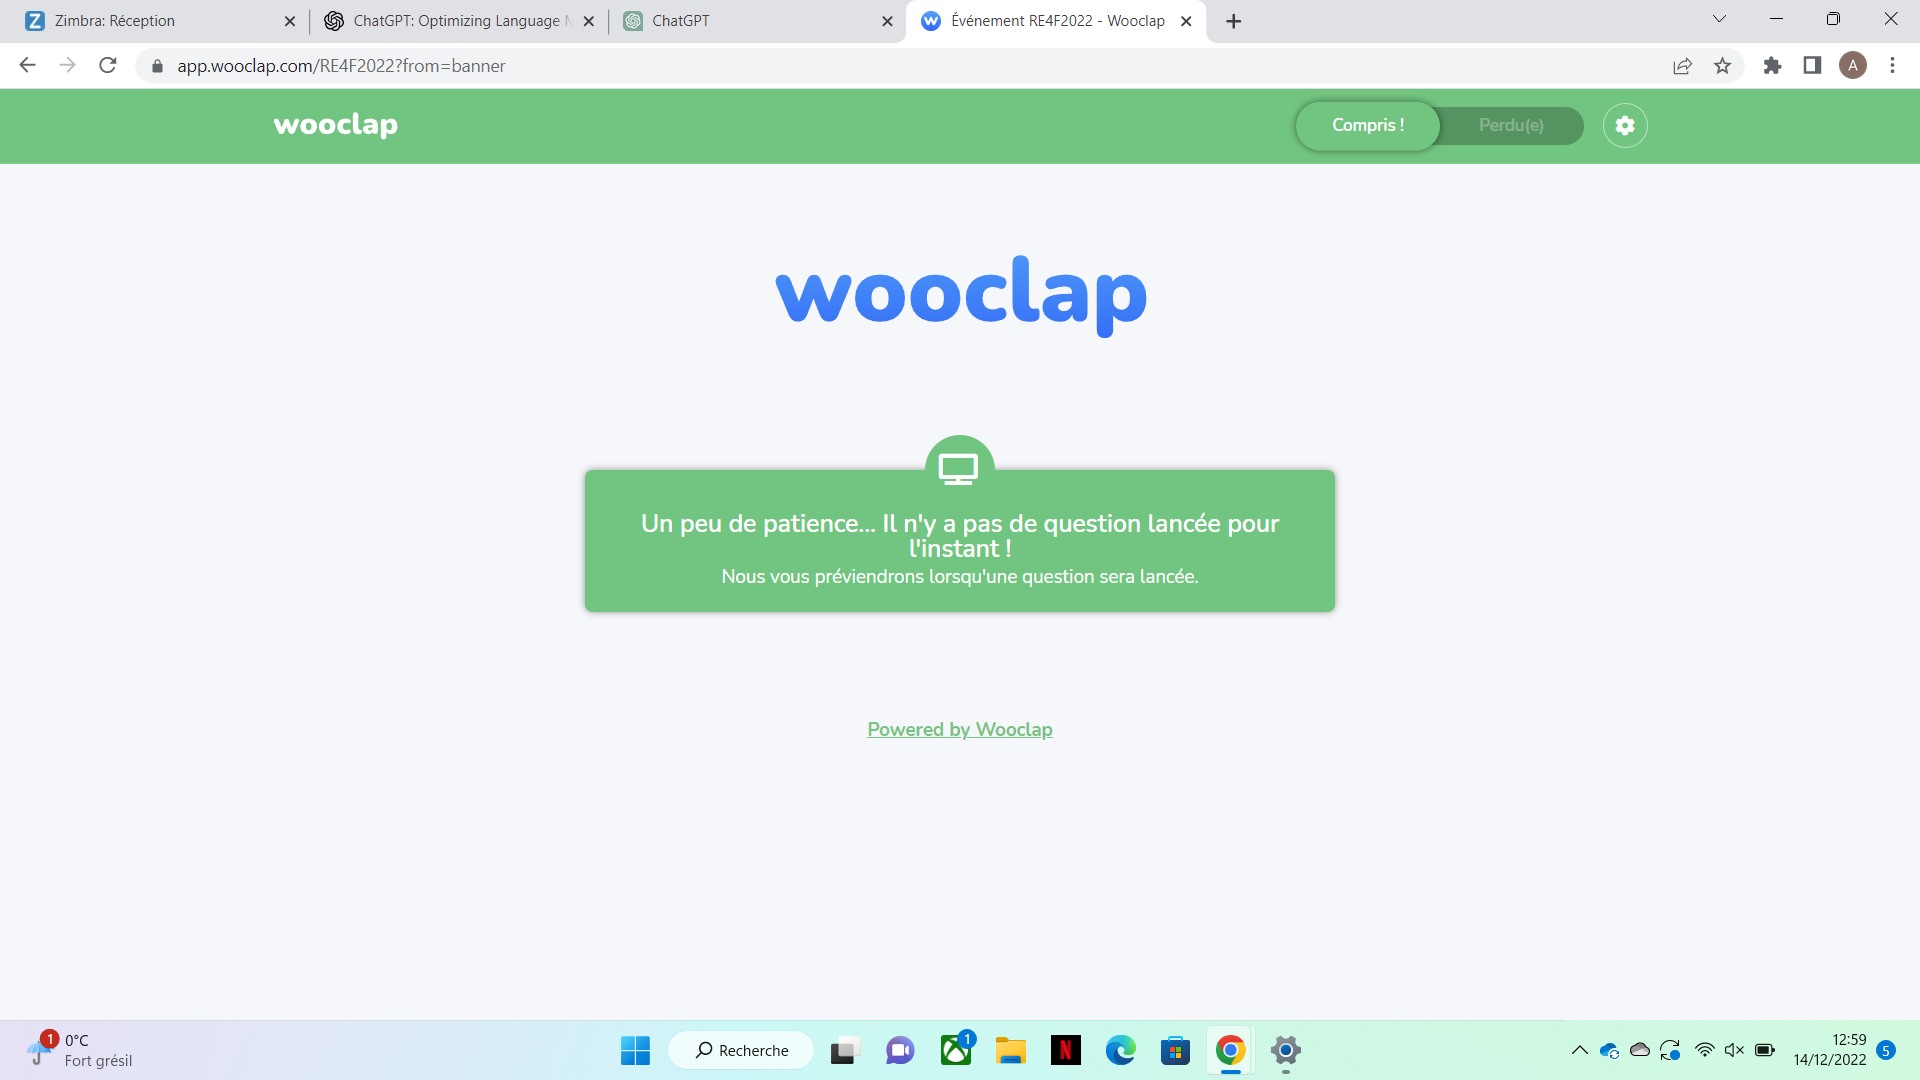 Zimbra: Réception
ChatGPT: Optimizing Language
ChatGPT
Événement RE4F2022 - Wooclap
app.wooclap.com/RE4F2022?from=banner
A
wooclap
Compris !
Perdu(e)
wooclap
Un peu de patience... Il n'y a pas de question lancée pour
l'instant !
Nous vous préviendrons lorsqu'une question sera lancée.
Powered by Wooclap
1
0°C
Fort grésil
Recherche
1
12:59
14/12/2022
5